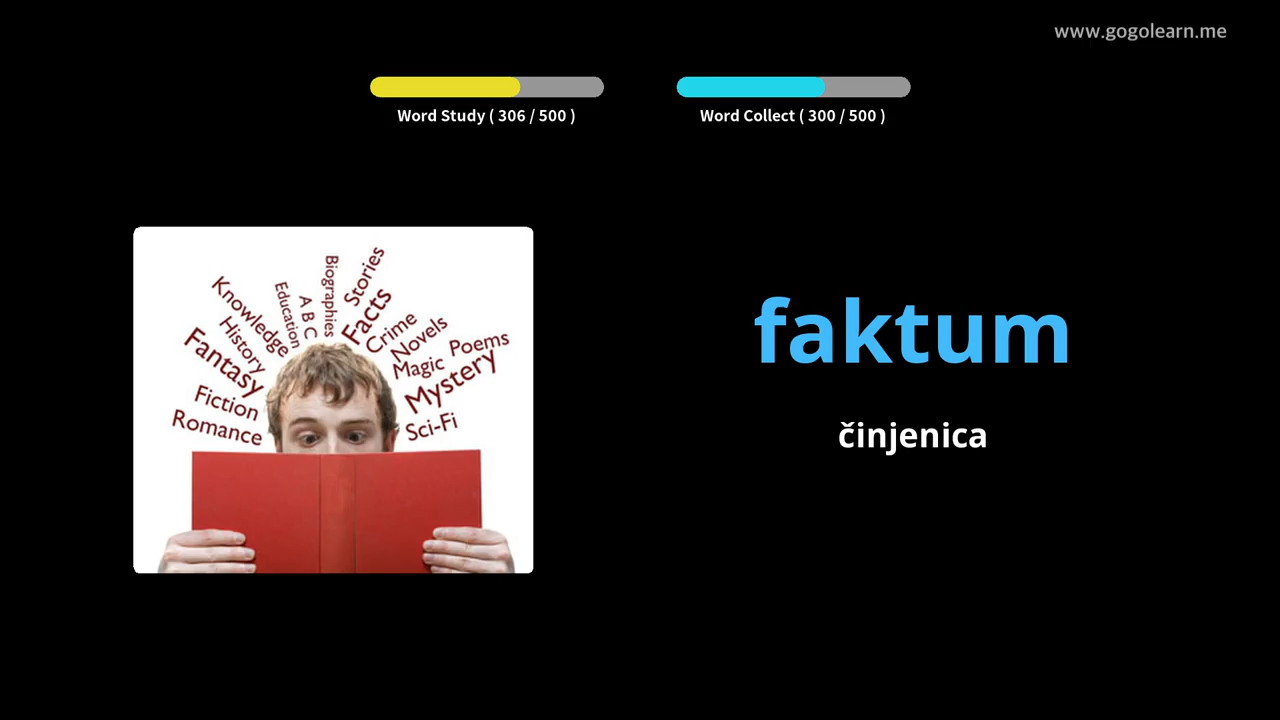 www.gogolearn.me
Word Study ( 306 / 500 )
Word Collect ( 300 / 500 )
Biographies
Stories
Education
A B C
Facts
Knowledge
Crime
History
Novels
Poems
Fantasy
Magic
Mystery
Fiction
Sci-Fi
Romance
faktum
činjenica